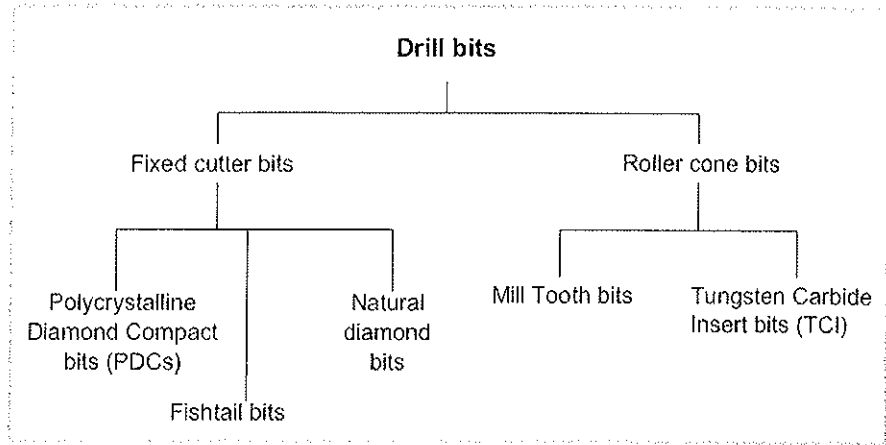 Drill bits
Fixed cutter bits
Roller cone bits
Polycrystalline
Diamond Compact
bits (PDCs)
Fishtail bits
Natural
diamond
bits
Mill Tooth bits
Tungsten Carbide
Insert bits (TCI)